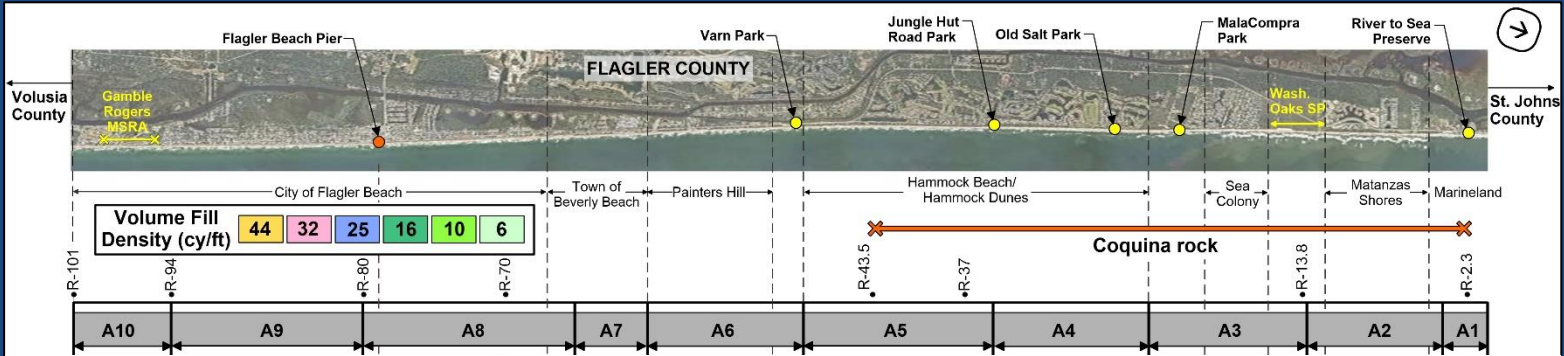 Flagler Beach Pier
Varn Park
Jungle Hut
Road Park
Old Salt Park
MalaCompra
Park
River to Sea
Preserve
FLAGLER COUNTY
Volusia
County
Gamble
Rogers
MSRA
Wash.
Oaks SP
St. Johns
County
City of Flagler Beach
Town of
Beverly Beach
Painters Hill
Hammock Beach/
Hammock Dunes
Sea
Colony
Matanzas
Shores
Marineland
Volume Fill
Density (cy/ft)
44 32 25 16 10 6
Coquina rock
R-101
R-94
R-80
R-70
R-43.5
R-37
R-13.8
R-2.3
A10 A9 A8 A7 A6 A5 A4 A3 A2 A1